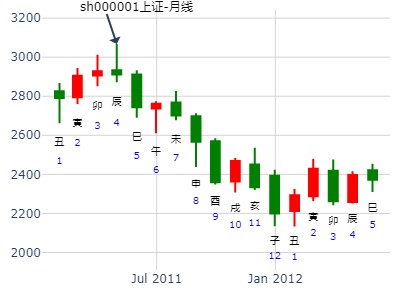 sh000001上证-月线
3200
3000
2800
2600
2400
2200
2000
丑
1
寅
2
卯
3
辰
4
巳
5
午
6
未
7
申
8
酉
9
戌
10
亥
11
子
12
丑
1
寅
2
卯
3
辰
4
巳
5
Jul 2011
Jan 2012